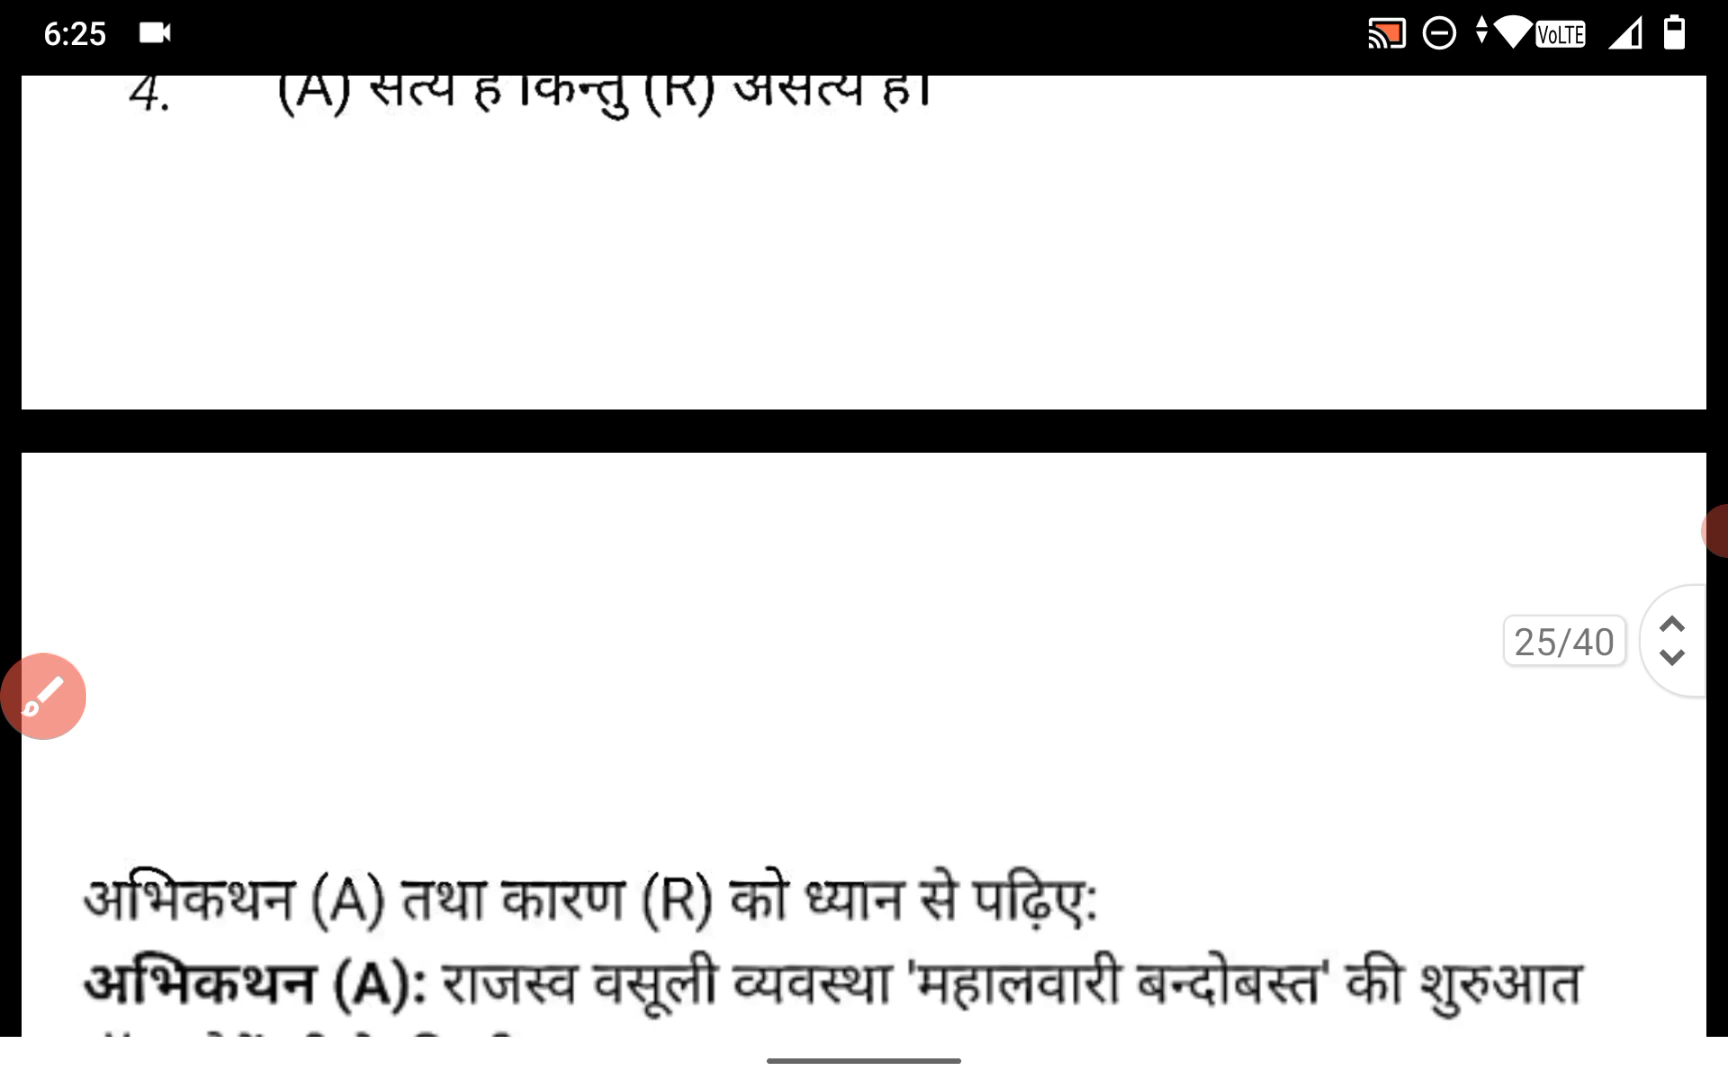 6:25 VoLTE
4. (A) सत्य है किन्तु (R) असत्य है।
25/40
अभिकथन (A) तथा कारण (R) को ध्यान से पढ़िए:
अभिकथन (A): राजस्व वसूली व्यवस्था 'महालवारी बन्दोबस्त' की शुरुआत